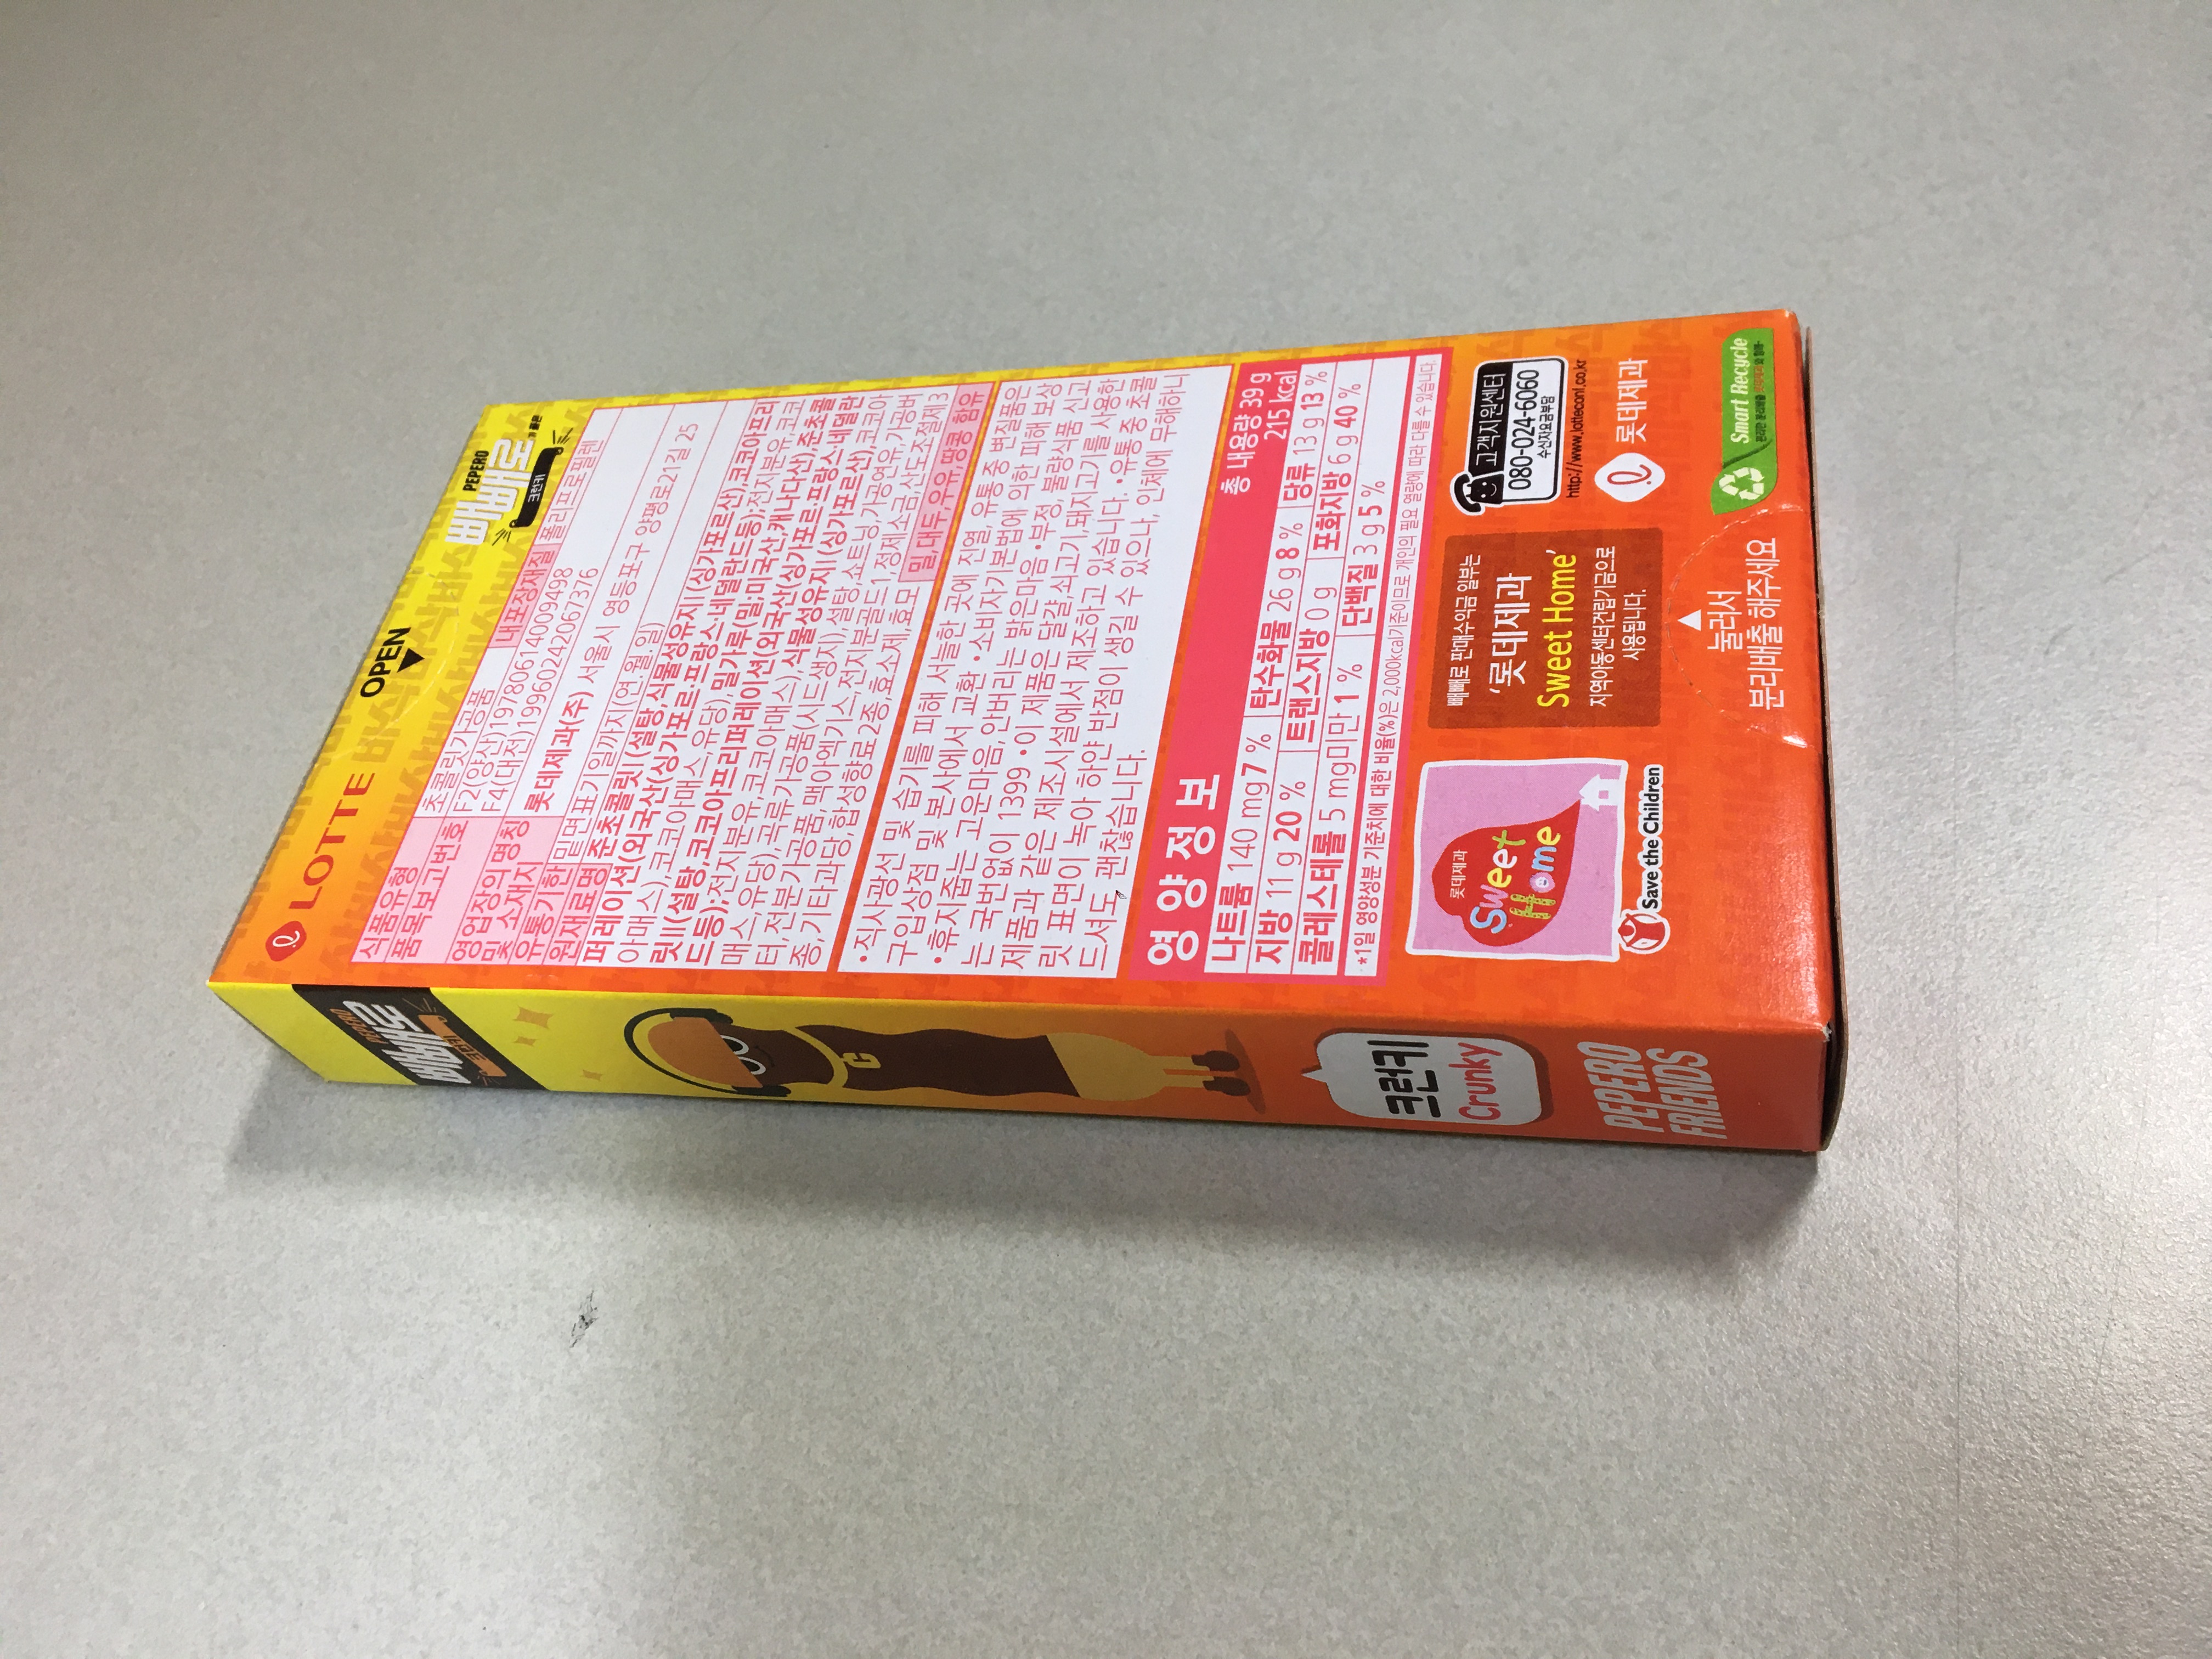 LOTTE
OPEN
PEPERO
빼빼로
크런키
식품유형 초콜릿가공품 내포장재질 폴리프로필렌
품목보고번호 F2(양산)19780614009498
F4(대전)19960242067376
영업장의 명칭 및 소재지 롯데제과(주) 서울시 영등포구 양평로21길 25
유통기한 밑면표기일까지(연.월.일)
원재료명 준초콜릿Ⅰ(설탕,식물성유지Ⅰ(싱가포르산),코코아프리
퍼레이션(외국산(싱가포르·프랑스·네덜란드등);전지분유,코코
아매스),코코아매스,유당),밀가루(밀;미국산,캐나다산),준초콜
릿Ⅱ(설탕,코코아프리퍼레이션(외국산(싱가포르·프랑스·네덜란
드등);전지분유,코코아매스),식물성유지Ⅰ(싱가포르산),코코아
매스,유당),곡류가공품(시드생지),설탕,쇼트닝,가공연유,가공버
터,전분가공품,맥아엑기스,전지분골드1,정제소금,산도조절제3
종,기타과당,합성향료2종,효소제,효모 밀,대두,우유,땅콩 함유
•직사광선 및 습기를 피해 서늘한 곳에 진열, 유통 중 변질품은
구입상점 및 본사에서 교환 •소비자기본법에 의한 피해 보상
•휴지줍는 고운마음, 안버리는 밝은마음 •부정, 불량식품 신고
는 국번없이 1399 •이 제품은 달걀,쇠고기,돼지고기를 사용한
제품과 같은 제조시설에서 제조하고 있습니다. •유통 중 초콜
릿 표면이 녹아 하얀 반점이 생길 수 있으나, 인체에 무해하니
드셔도 괜찮습니다.
영양정보
총 내용량 39 g
215 kcal
나트륨 140 mg 7 % 탄수화물 26 g 8 % 당류 13 g 13 %
지방 11 g 20 % 트랜스지방 0 g 포화지방 6 g 40 %
콜레스테롤 5 mg미만 1 % 단백질 3 g 5 %
*1일 영양성분 기준치에 대한 비율(%)은 2,000kcal기준이므로 개인의 필요 열량에 따라 다를 수 있습니다.
롯데제과
Sweet
Home
Save the Children
빼빼로 판매수익금 일부는
'롯데제과
Sweet Home'
지역아동센터건립기금으로
사용됩니다.
고객지원센터
080-024-6060
수신자요금부담
http://www.lotteconf.co.kr
롯데제과
눌러서
분리배출 해주세요
Smart Recycle
편리한 분리배출 롯데제과와 함께~
PEPERO
빼빼로
크런키
C
크런키
Crunky
PEPERO
FRIENDS